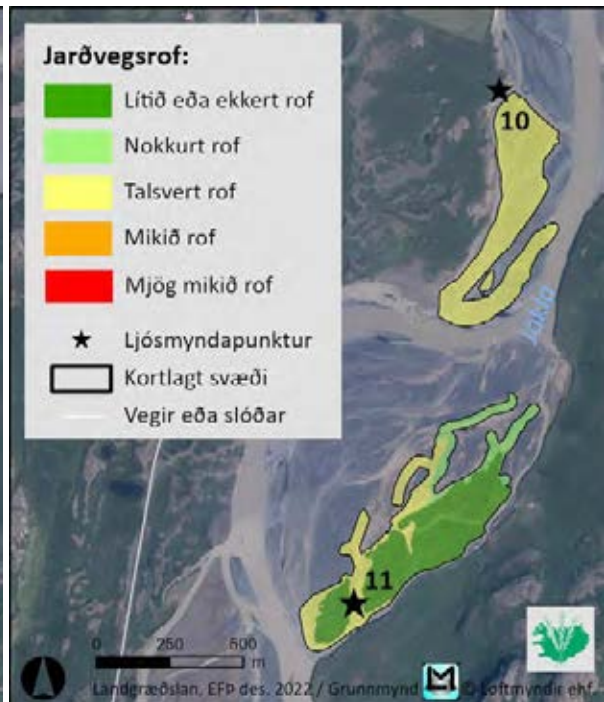 Jarðvegsrof:
Lítið eða ekkert rof
Nokkurt rof
Talsvert rof
Mikið rof
Mjög mikið rof
Ljósmyndapunktur
Kortlagt svæði
Vegir eða slóðar
10
Jökla
11
0 250 500
m
Landgræðslan, EFÞ des. 2022 / Grunnmynd © Loftmyndir ehf.